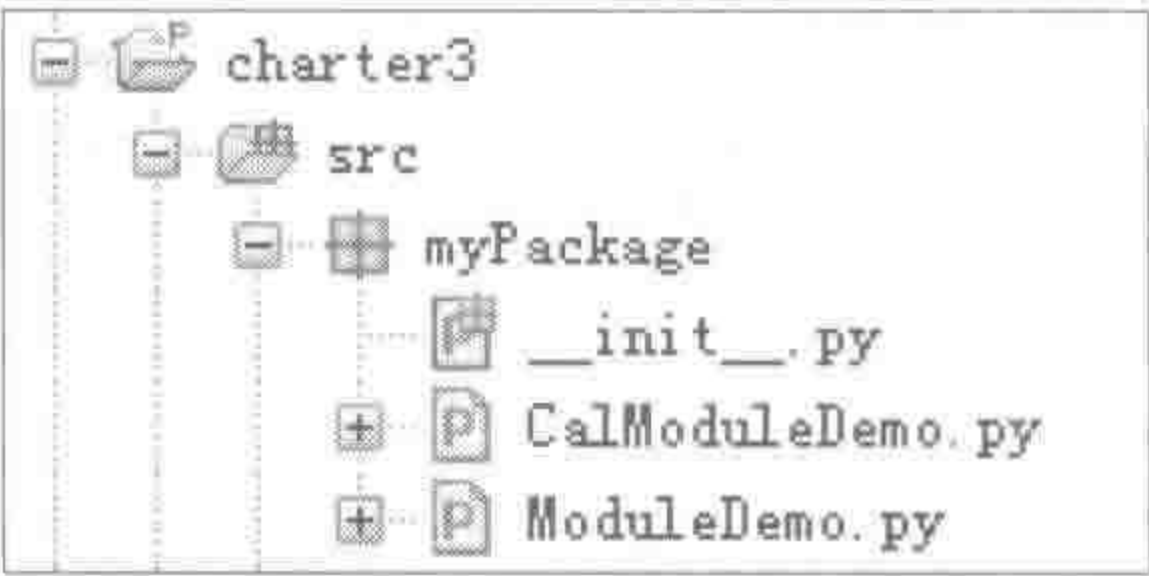 charter3
src
myPackage
__init__.py
CalModuleDemo.py
ModuleDemo.py